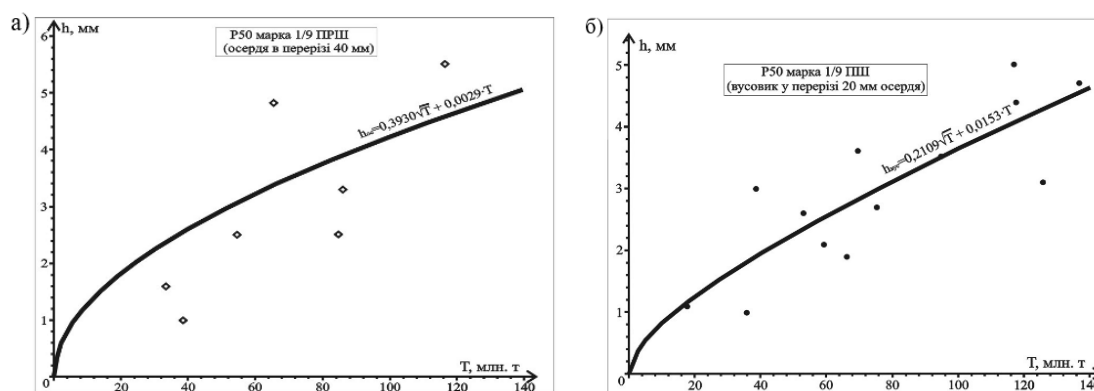 а)
h, мм
Р50 марка 1/9 ПРШ
(осердя в перерізі 40 мм)
=0,3930√T + 0,0029·T
6
5
4
3
2
1
0
20
40
60
80
100
120
140
T, млн. т
б)
h, мм
Р50 марка 1/9 ПШ
(вусовик у перерізі 20 мм осердя)
=0,2109√T + 0,0153·T
5
4
3
2
1
0
20
40
60
80
100
120
140
T, млн. т